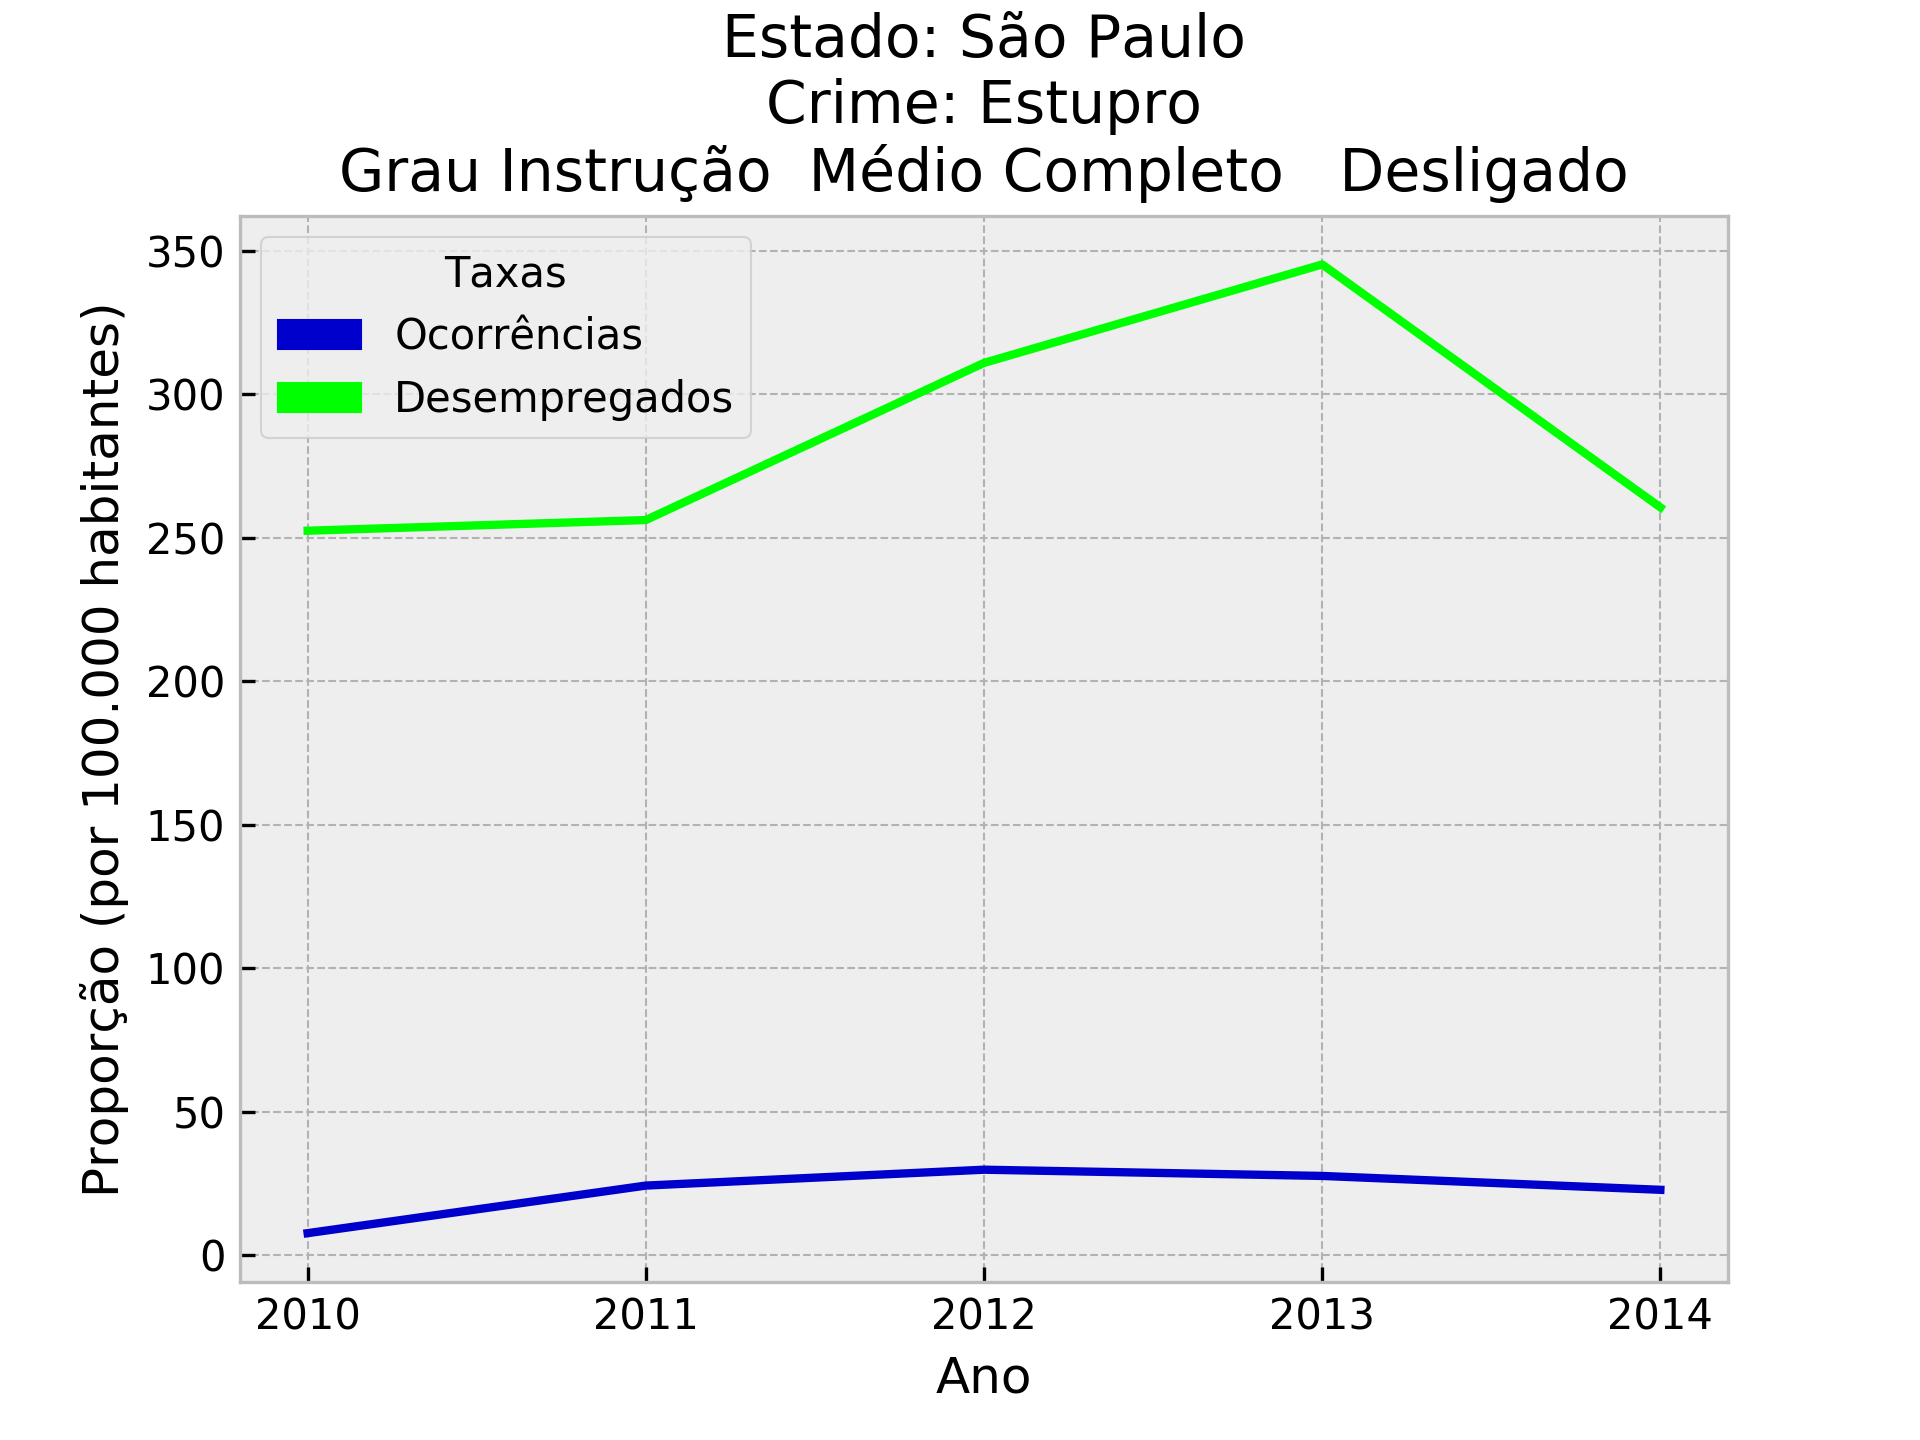 Estado: São Paulo
Crime: Estupro
Grau Instrução  Médio Completo   Desligado
Proporção (por 100.000 habitantes)
350
300
250
200
150
100
50
0
Taxas
Ocorrências
Desempregados
2010 2011 2012 2013 2014
Ano